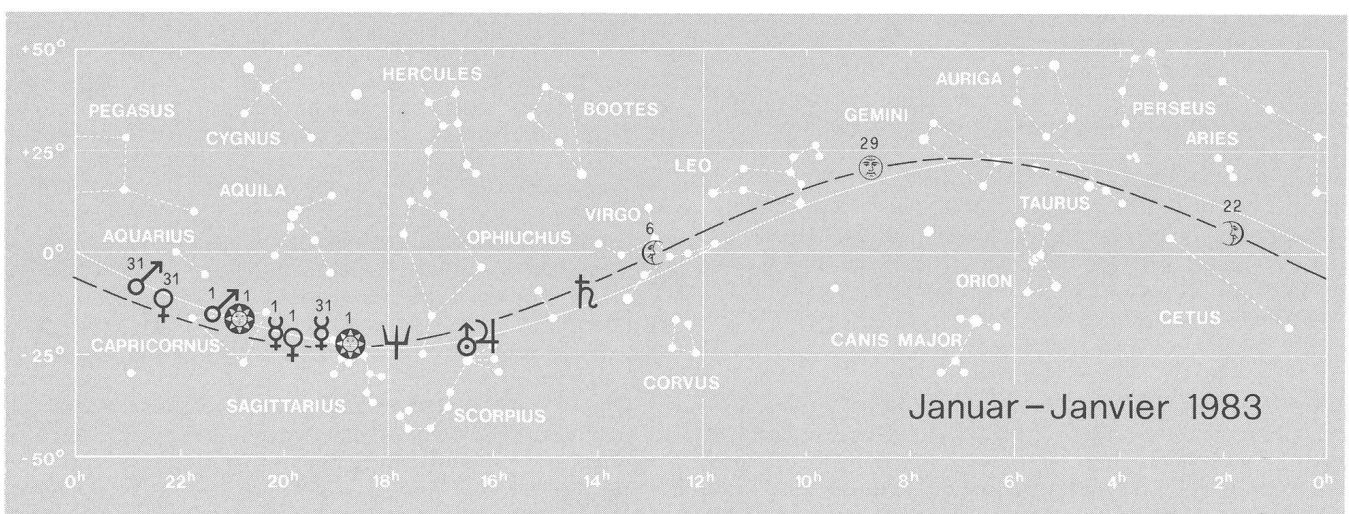 +50°
HERCULES
AURIGA
PEGASUS
BOOTES
GEMINI
PERSEUS
CYGNUS
ARIES
+25°
29
LEO
AQUILA
TAURUS
VIRGO
22
6
AQUARIUS
OPHIUCHUS
0°
31
31
ORION
1
1
1
1
31
1
CETUS
CAPRICORNUS
CANIS MAJOR
-25°
CORVUS
SAGITTARIUS
SCORPIUS
Januar–Janvier 1983
-50°
0h 22h 20h 18h 16h 14h 12h 10h 8h 6h 4h 2h 0h